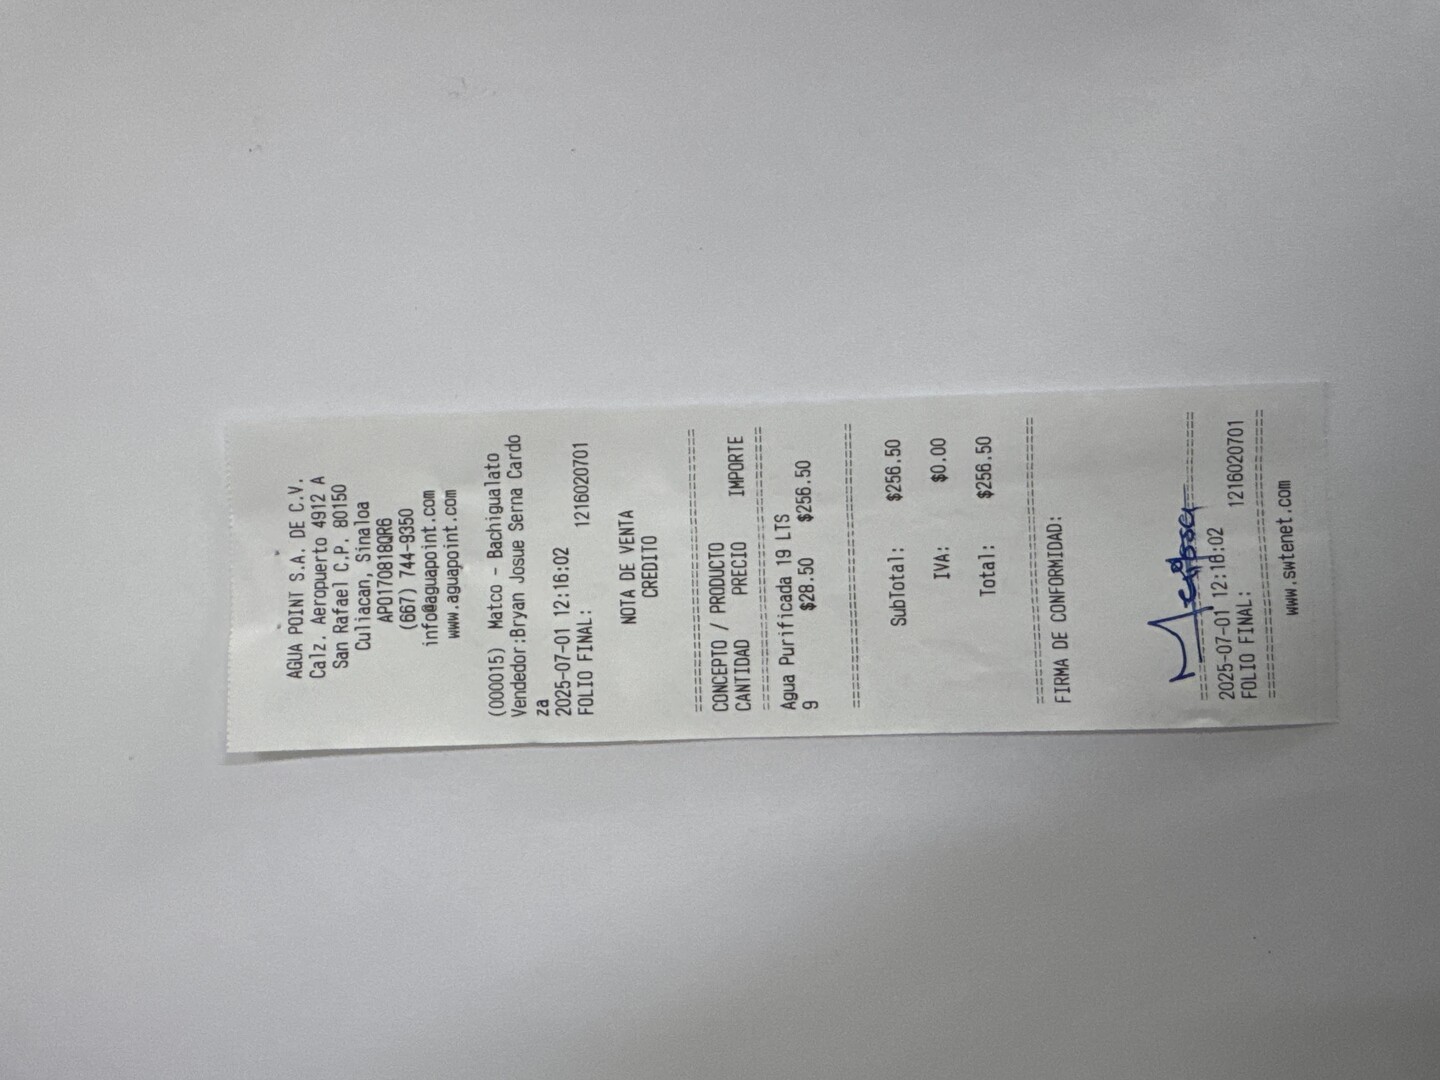 AGUA POINT S.A. DE C.V.
Calz. Aeropuerto 4912 A
San Rafael C.P. 80150
Culiacan, Sinaloa
APO170818QR6
(667) 744-9350
info@aguapoint.com
www.aguapoint.com
(000015) Matco - Bachigualato
Vendedor:Bryan Josue Serna Cardo
za
2025-07-01 12:16:02
FOLIO FINAL: 1216020701
NOTA DE VENTA
CREDITO
================================
CONCEPTO / PRODUCTO
CANTIDAD PRECIO IMPORTE
================================
Agua Purificada 19 LTS
9 $28.50 $256.50
================================
SubTotal: $256.50
IVA: $0.00
Total: $256.50
================================
FIRMA DE CONFORMIDAD:
================================
2025-07-01 12:16:02
FOLIO FINAL: 1216020701
================================
www.swtenet.com